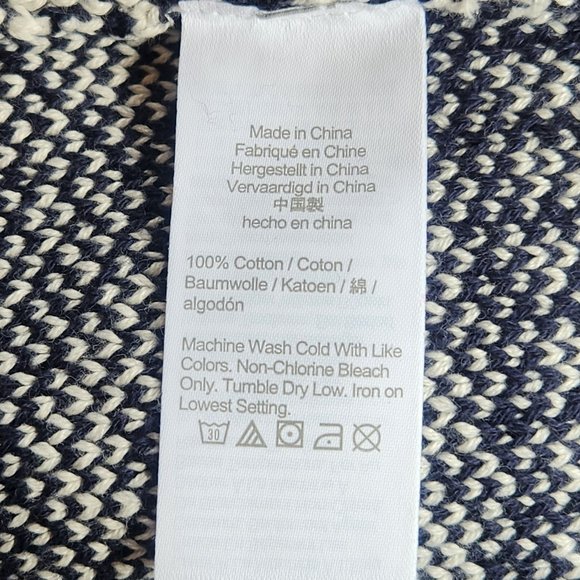 Made in China
Fabriqué en Chine
Hergestellt in China
Vervaardigd in China
中国製
hecho en china
100% Cotton / Coton /
Baumwolle / Katoen / 綿 /
algodón
Machine Wash Cold With Like
Colors. Non-Chlorine Bleach
Only. Tumble Dry Low. Iron on
Lowest Setting.
30